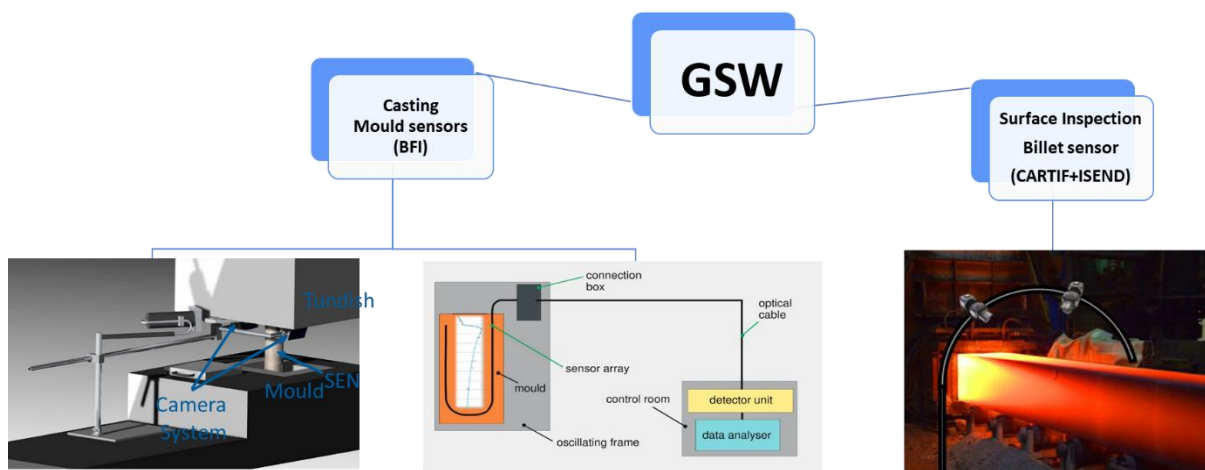 GSW
Casting
Mould sensors
(BFI)
Surface Inspection
Billet sensor
(CARTIF+ISEND)
Tundish
SEN
Mould
Camera
System
connection
box
optical
cable
sensor array
mould
control room
detector unit
data analyser
oscillating frame